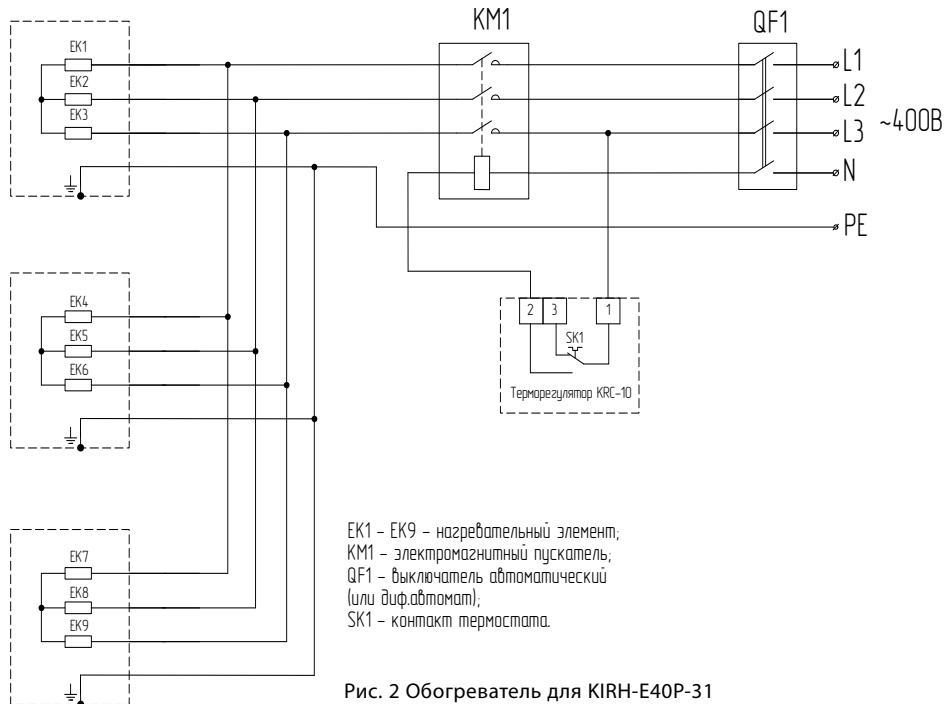 KM1
QF1
EK1
EK2
EK3
L1
L2
L3
~400В
N
PE
EK4
EK5
EK6
2 3 1
SK1
Терморегулятор KRC-10
EK7
EK8
EK9
EK1 - EK9 - нагревательный элемент;
KM1 - электромагнитный пускатель;
QF1 - выключатель автоматический
(или диф.автомат);
SK1 - контакт термостата.
Рис. 2 Обогреватель для KIRH-E40P-31